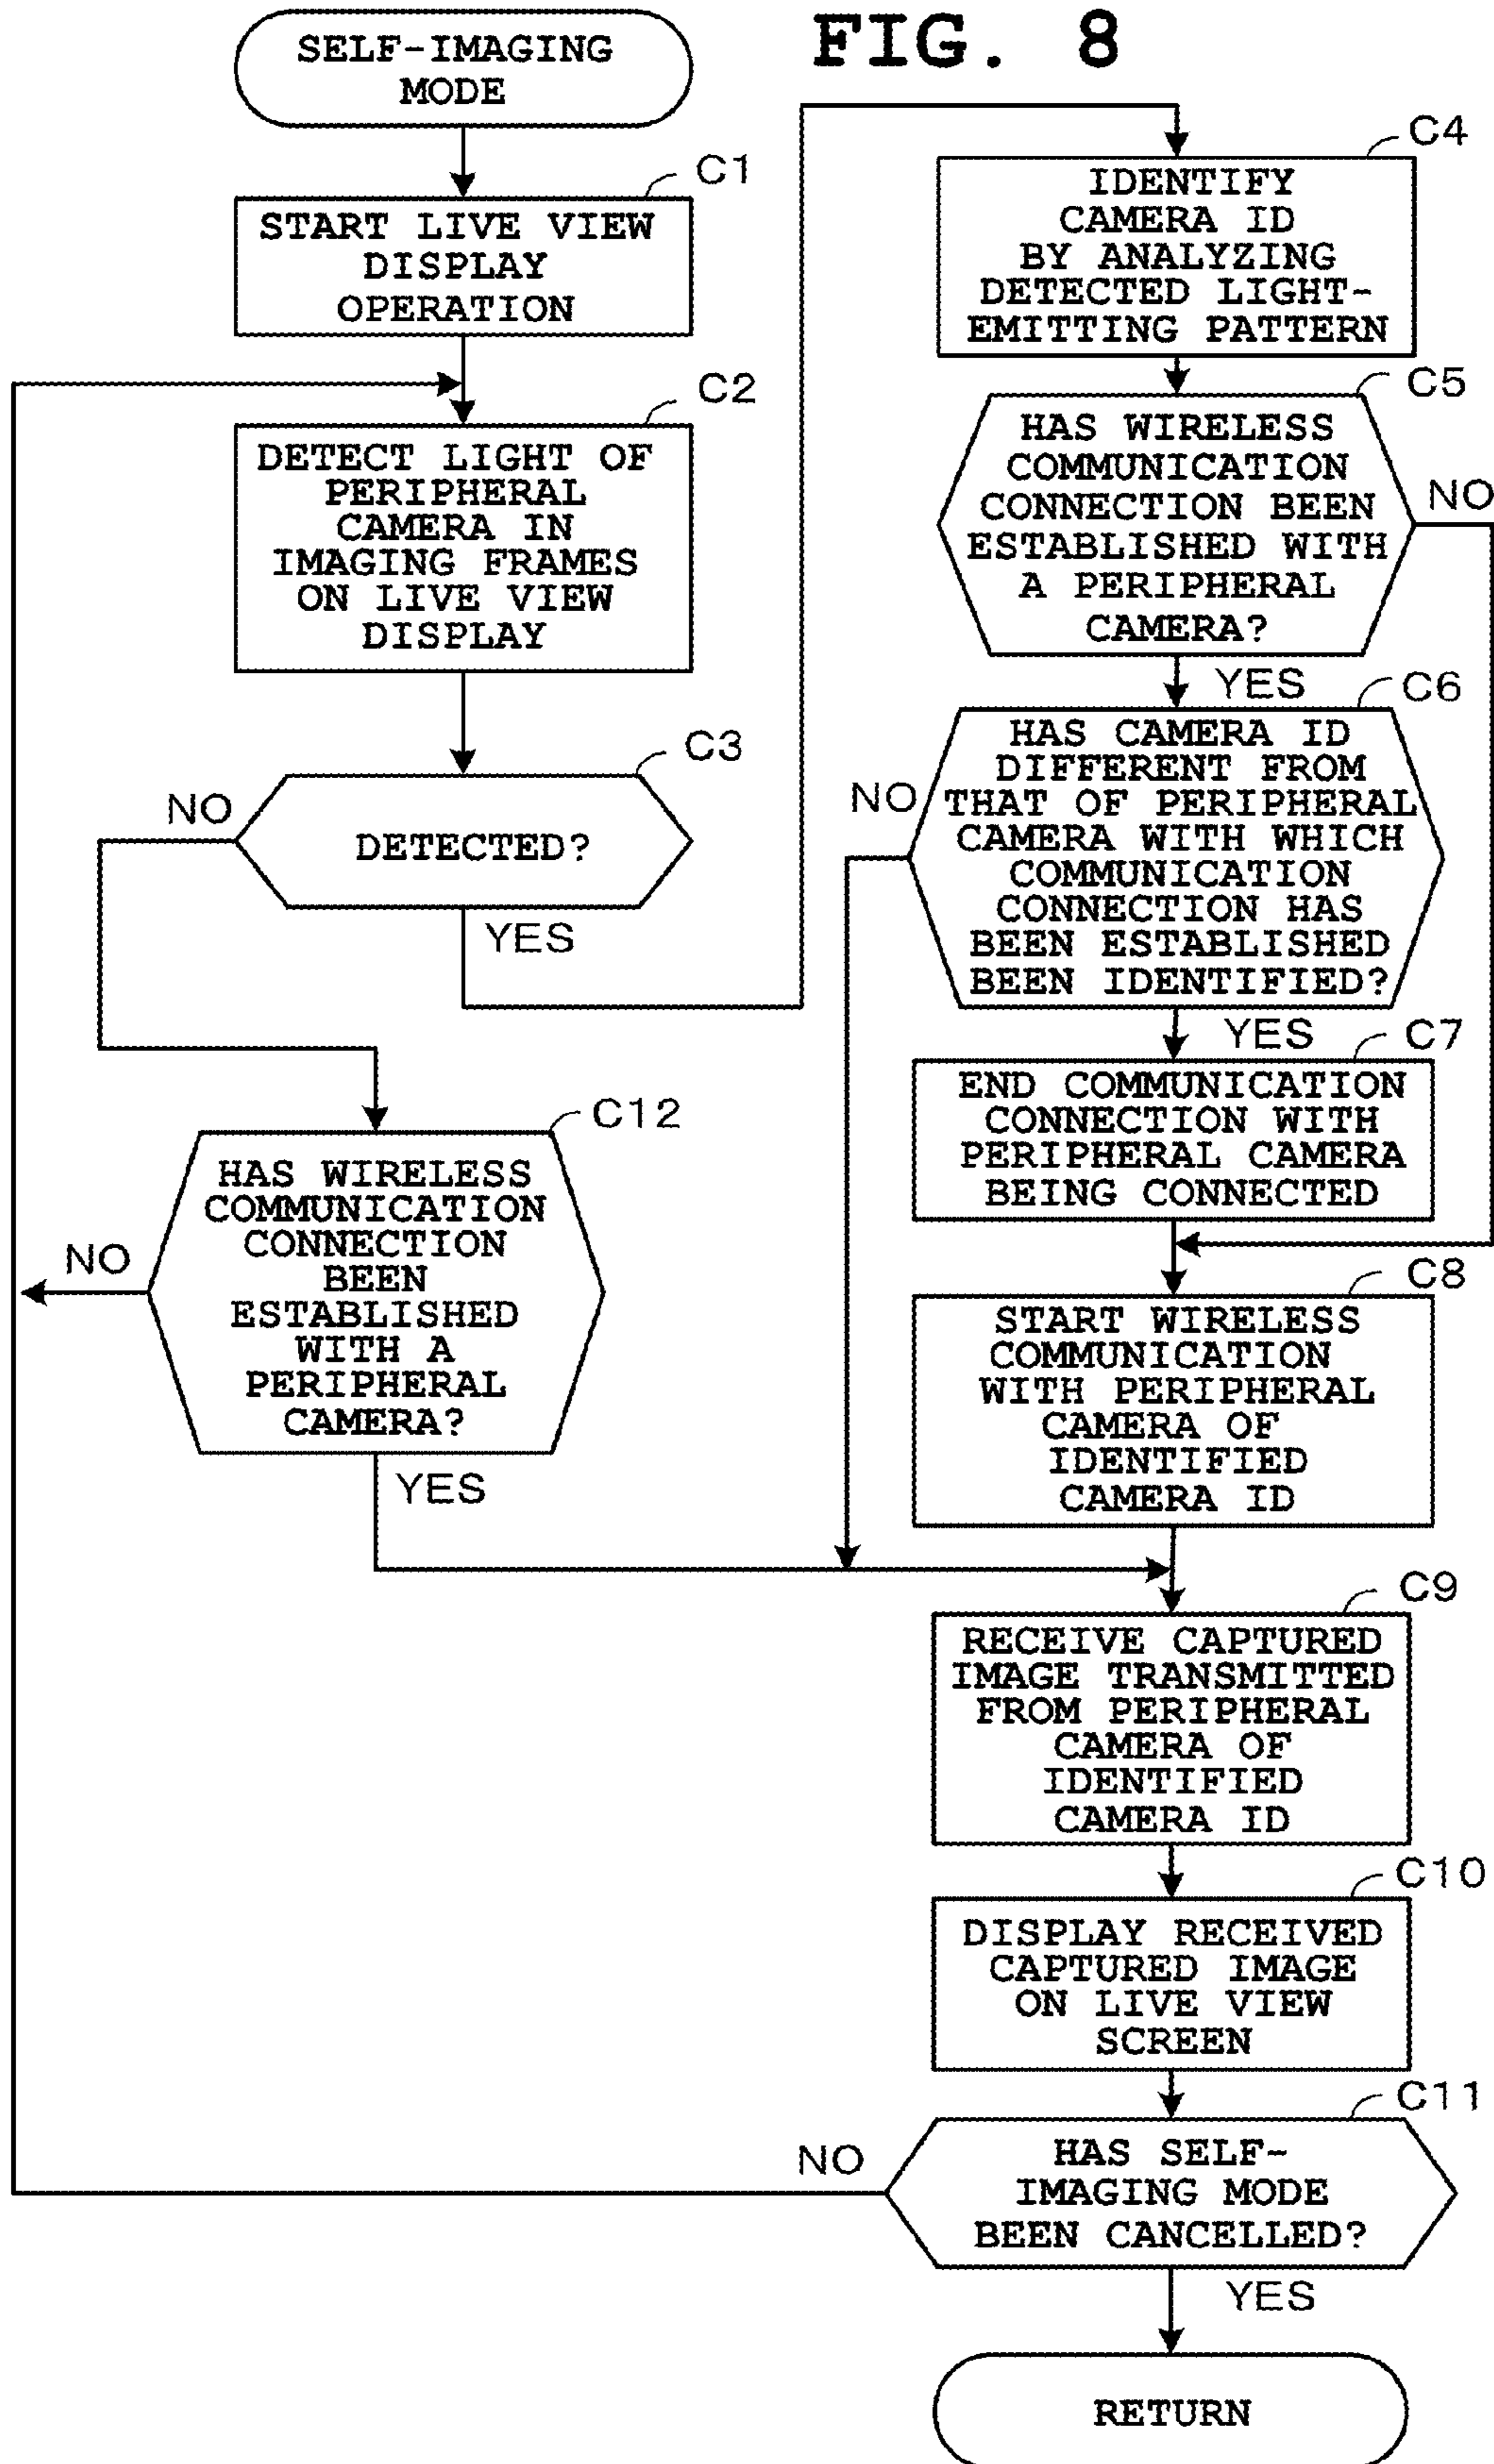 FIG. 8
SELF-IMAGING
MODE
C1
START LIVE VIEW
DISPLAY
OPERATION
C2
DETECT LIGHT OF
PERIPHERAL
CAMERA IN
IMAGING FRAMES
ON LIVE VIEW
DISPLAY
C3
NO
DETECTED?
YES
C12
HAS WIRELESS
COMMUNICATION
CONNECTION
BEEN
ESTABLISHED
WITH A
PERIPHERAL
CAMERA?
NO
YES
C4
IDENTIFY
CAMERA ID
BY ANALYZING
DETECTED LIGHT-
EMITTING PATTERN
C5
HAS WIRELESS
COMMUNICATION
CONNECTION BEEN
ESTABLISHED WITH
A PERIPHERAL
CAMERA?
NO
YES
C6
HAS CAMERA ID
DIFFERENT FROM
THAT OF PERIPHERAL
CAMERA WITH WHICH
COMMUNICATION
CONNECTION HAS
BEEN ESTABLISHED
BEEN IDENTIFIED?
NO
YES
C7
END COMMUNICATION
CONNECTION WITH
PERIPHERAL CAMERA
BEING CONNECTED
C8
START WIRELESS
COMMUNICATION
WITH PERIPHERAL
CAMERA OF
IDENTIFIED
CAMERA ID
C9
RECEIVE CAPTURED
IMAGE TRANSMITTED
FROM PERIPHERAL
CAMERA OF
IDENTIFIED
CAMERA ID
C10
DISPLAY RECEIVED
CAPTURED IMAGE
ON LIVE VIEW
SCREEN
C11
HAS SELF-
IMAGING MODE
BEEN CANCELLED?
NO
YES
RETURN